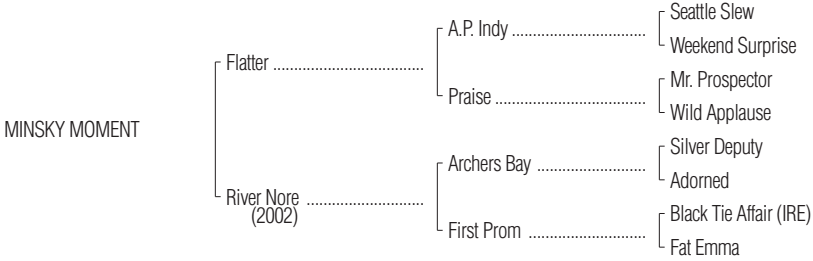 Seattle Slew
A.P. Indy ................................
Weekend Surprise
Flatter ....................................
Mr. Prospector
Praise ....................................
Wild Applause
MINSKY MOMENT
Silver Deputy
Archers Bay ..........................
Adorned
River Nore ............................
(2002)
Black Tie Affair (IRE)
First Prom ............................
Fat Emma